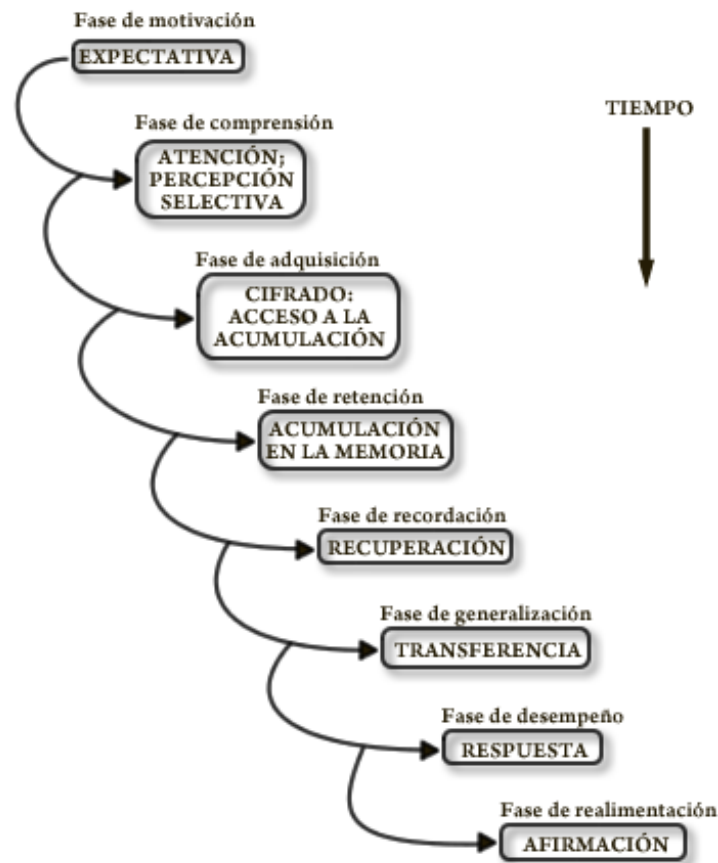 Fase de motivación
EXPECTATIVA
TIEMPO
Fase de comprensión
ATENCIÓN;
PERCEPCIÓN
SELECTIVA
Fase de adquisición
CIFRADO:
ACCESO A LA
ACUMULACIÓN
Fase de retención
ACUMULACIÓN
EN LA MEMORIA
Fase de recordación
RECUPERACIÓN
Fase de generalización
TRANSFERENCIA
Fase de desempeño
RESPUESTA
Fase de realimentación
AFIRMACIÓN